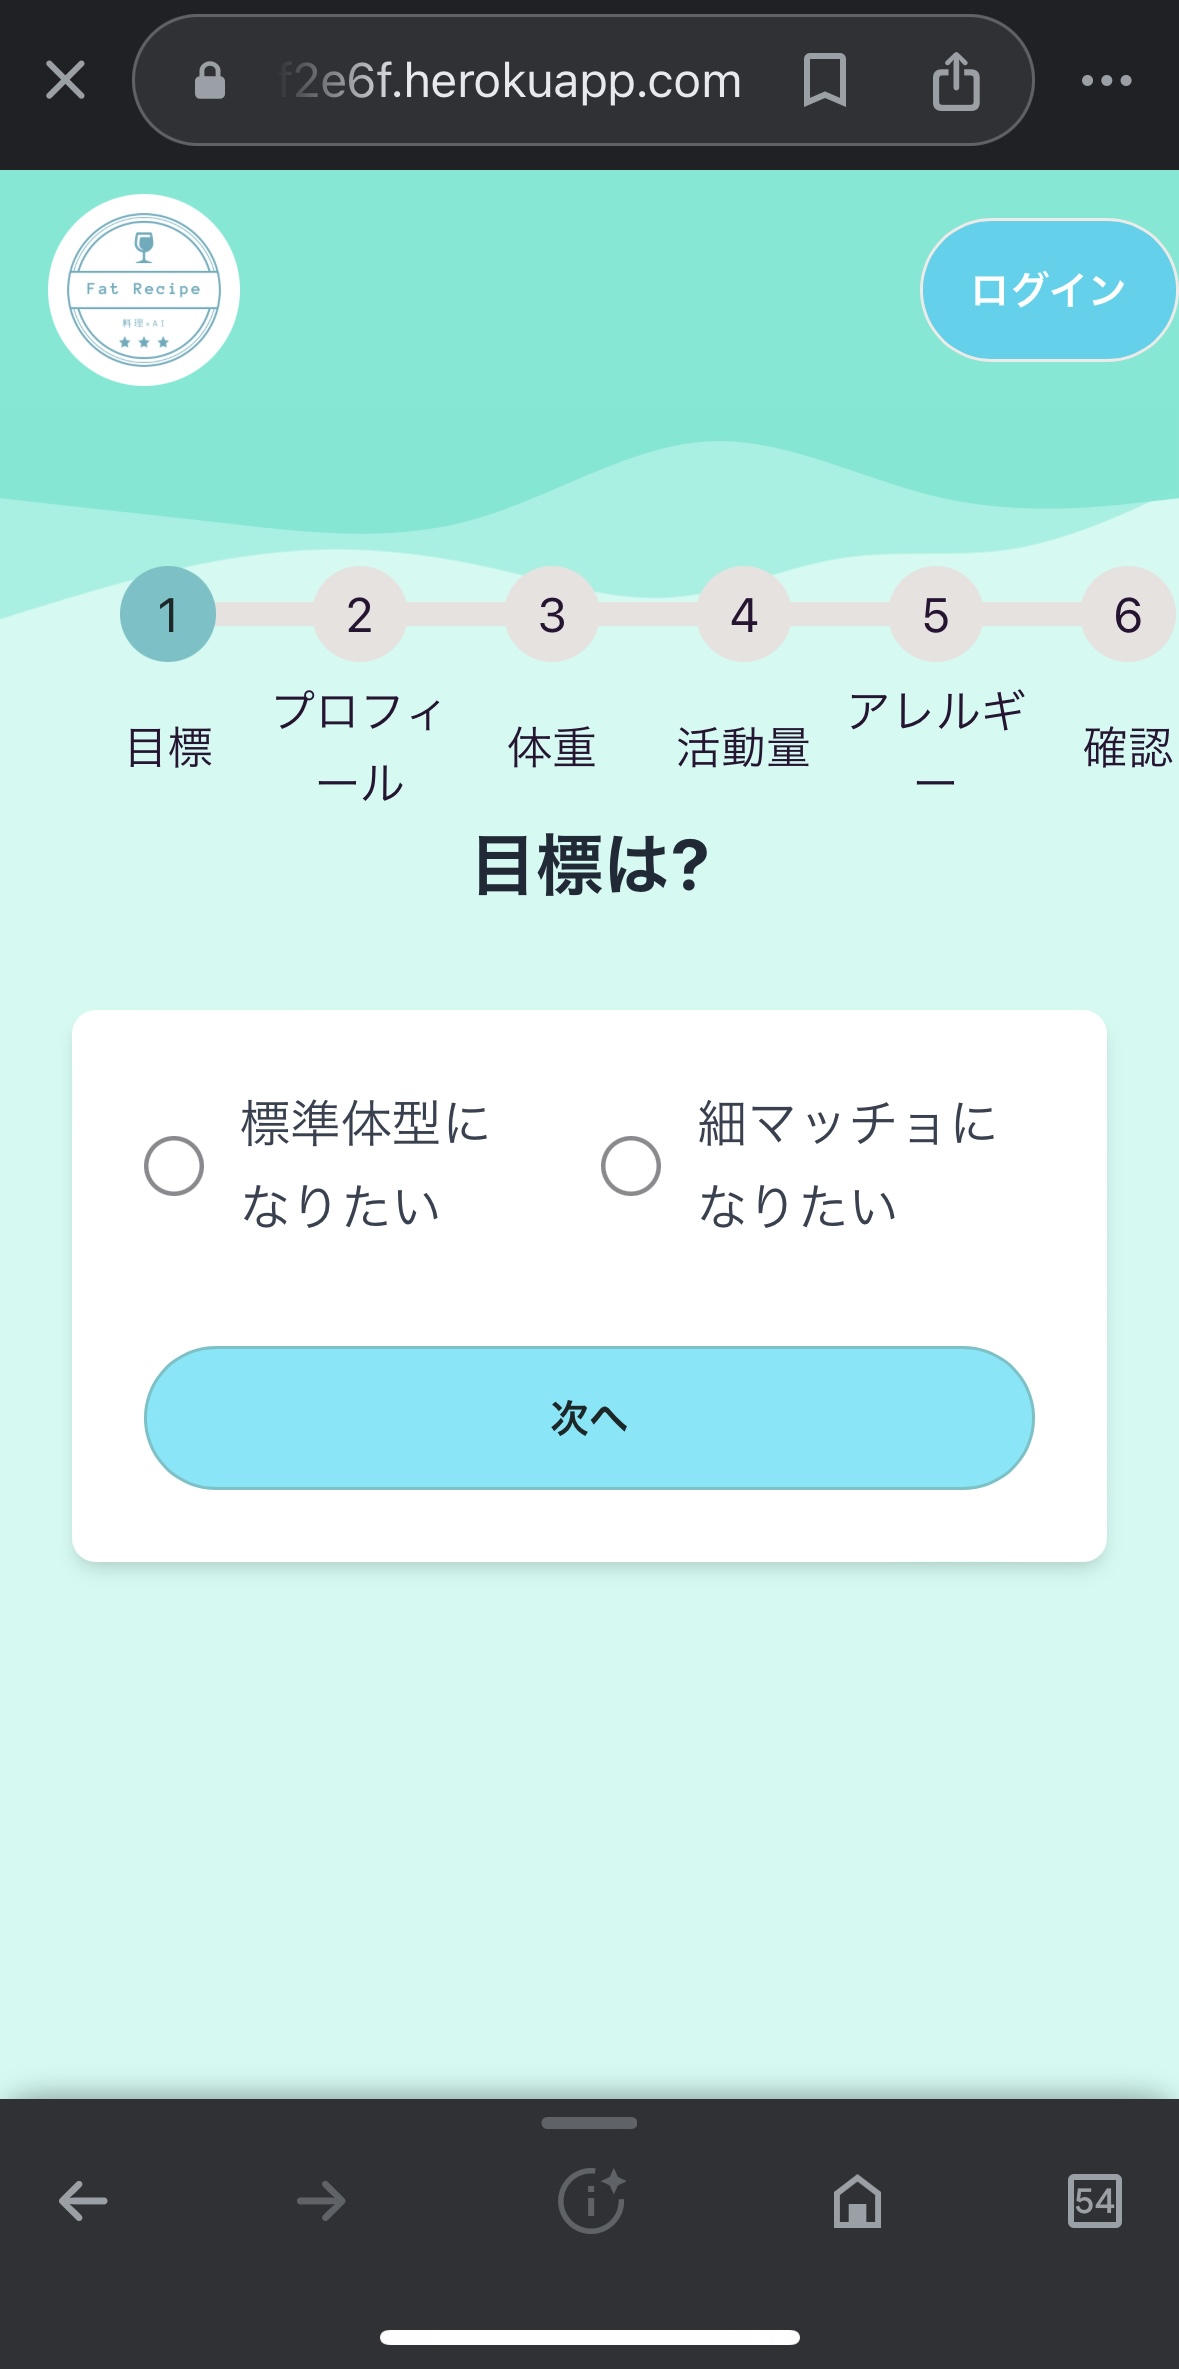 f2e6f.herokuapp.com
Fat Recipe
料理×AI
ログイン
1 2 3 4 5 6
目標 プロフィール 体重 活動量 アレルギー 確認
目標は?
標準体型に
なりたい
細マッチョに
なりたい
次へ
54